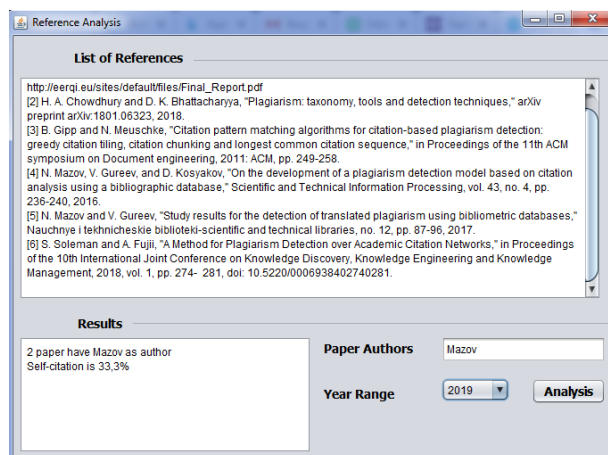 Reference Analysis
List of References
http://eerqi.eu/sites/default/files/Final_Report.pdf
[2] H. A. Chowdhury and D. K. Bhattacharyya, "Plagiarism: taxonomy, tools and detection techniques," arXiv
preprint arXiv:1801.06323, 2018.
[3] B. Gipp and N. Meuschke, "Citation pattern matching algorithms for citation-based plagiarism detection:
greedy citation tiling, citation chunking and longest common citation sequence," in Proceedings of the 11th ACM
symposium on Document engineering, 2011: ACM, pp. 249-258.
[4] N. Mazov, V. Gureev, and D. Kosyakov, "On the development of a plagiarism detection model based on citation
analysis using a bibliographic database," Scientific and Technical Information Processing, vol. 43, no. 4, pp.
236-240, 2016.
[5] N. Mazov and V. Gureev, "Study results for the detection of translated plagiarism using bibliometric databases,"
Nauchnye i tekhnicheskie biblioteki-scientific and technical libraries, no. 12, pp. 87-96, 2017.
[6] S. Soleman and A. Fujii, "A Method for Plagiarism Detection over Academic Citation Networks," in Proceedings
of the 10th International Joint Conference on Knowledge Discovery, Knowledge Engineering and Knowledge
Management, 2018, vol. 1, pp. 274- 281, doi: 10.5220/0006938402740281.
Results
2 paper have Mazov as author
Self-citation is 33,3%
Paper Authors
Mazov
Year Range
2019
Analysis